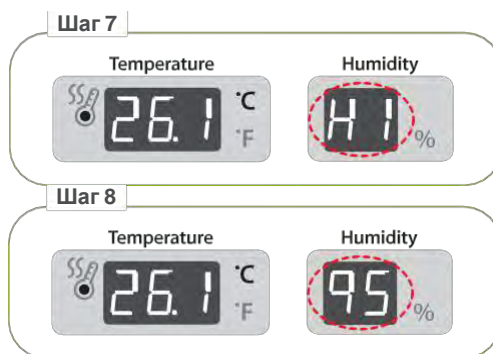 Шаг 7
Temperature Humidity
26.1 °C °F H1 %
Шаг 8
Temperature Humidity
26.1 °C °F 95 %